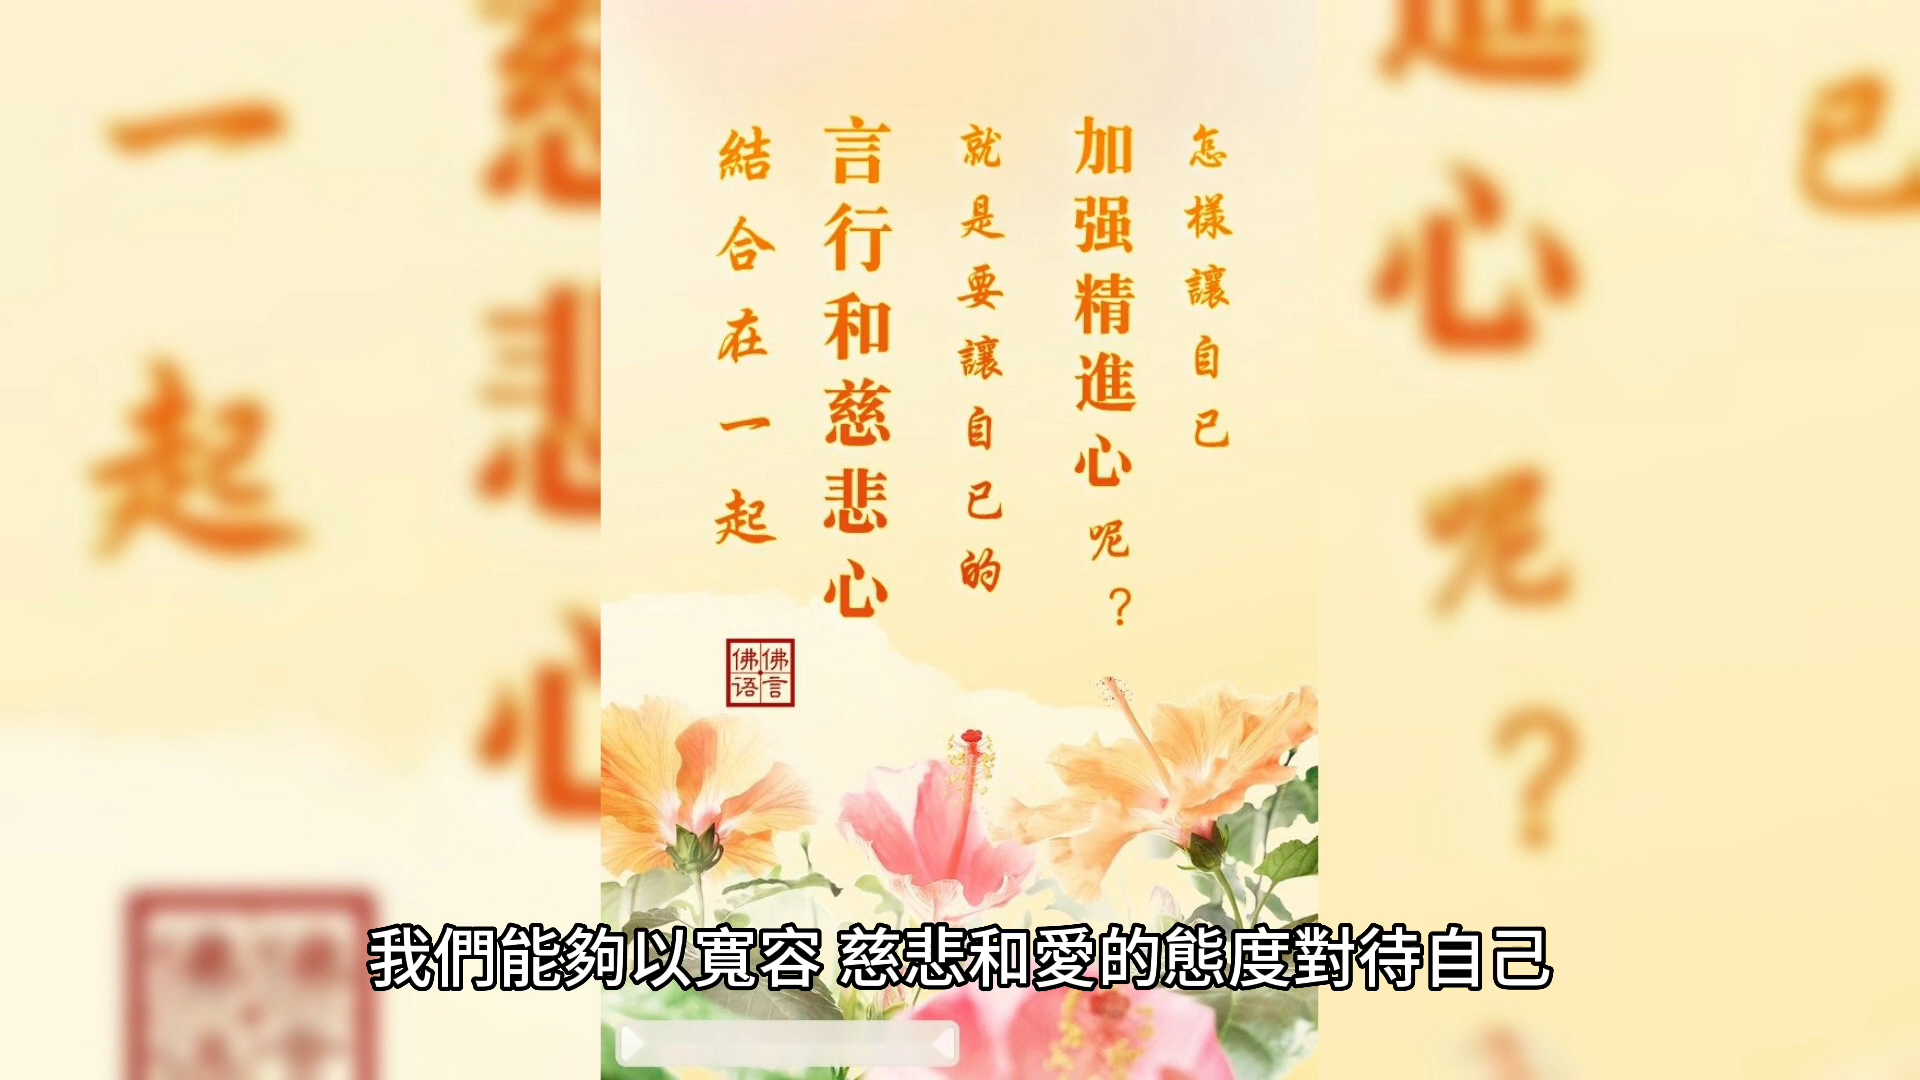 怎樣讓自己
加强精進心呢？
就是要讓自己的
言行和慈悲心
結合在一起
佛言
佛语
我們能夠以寬容 慈悲和愛的態度對待自己